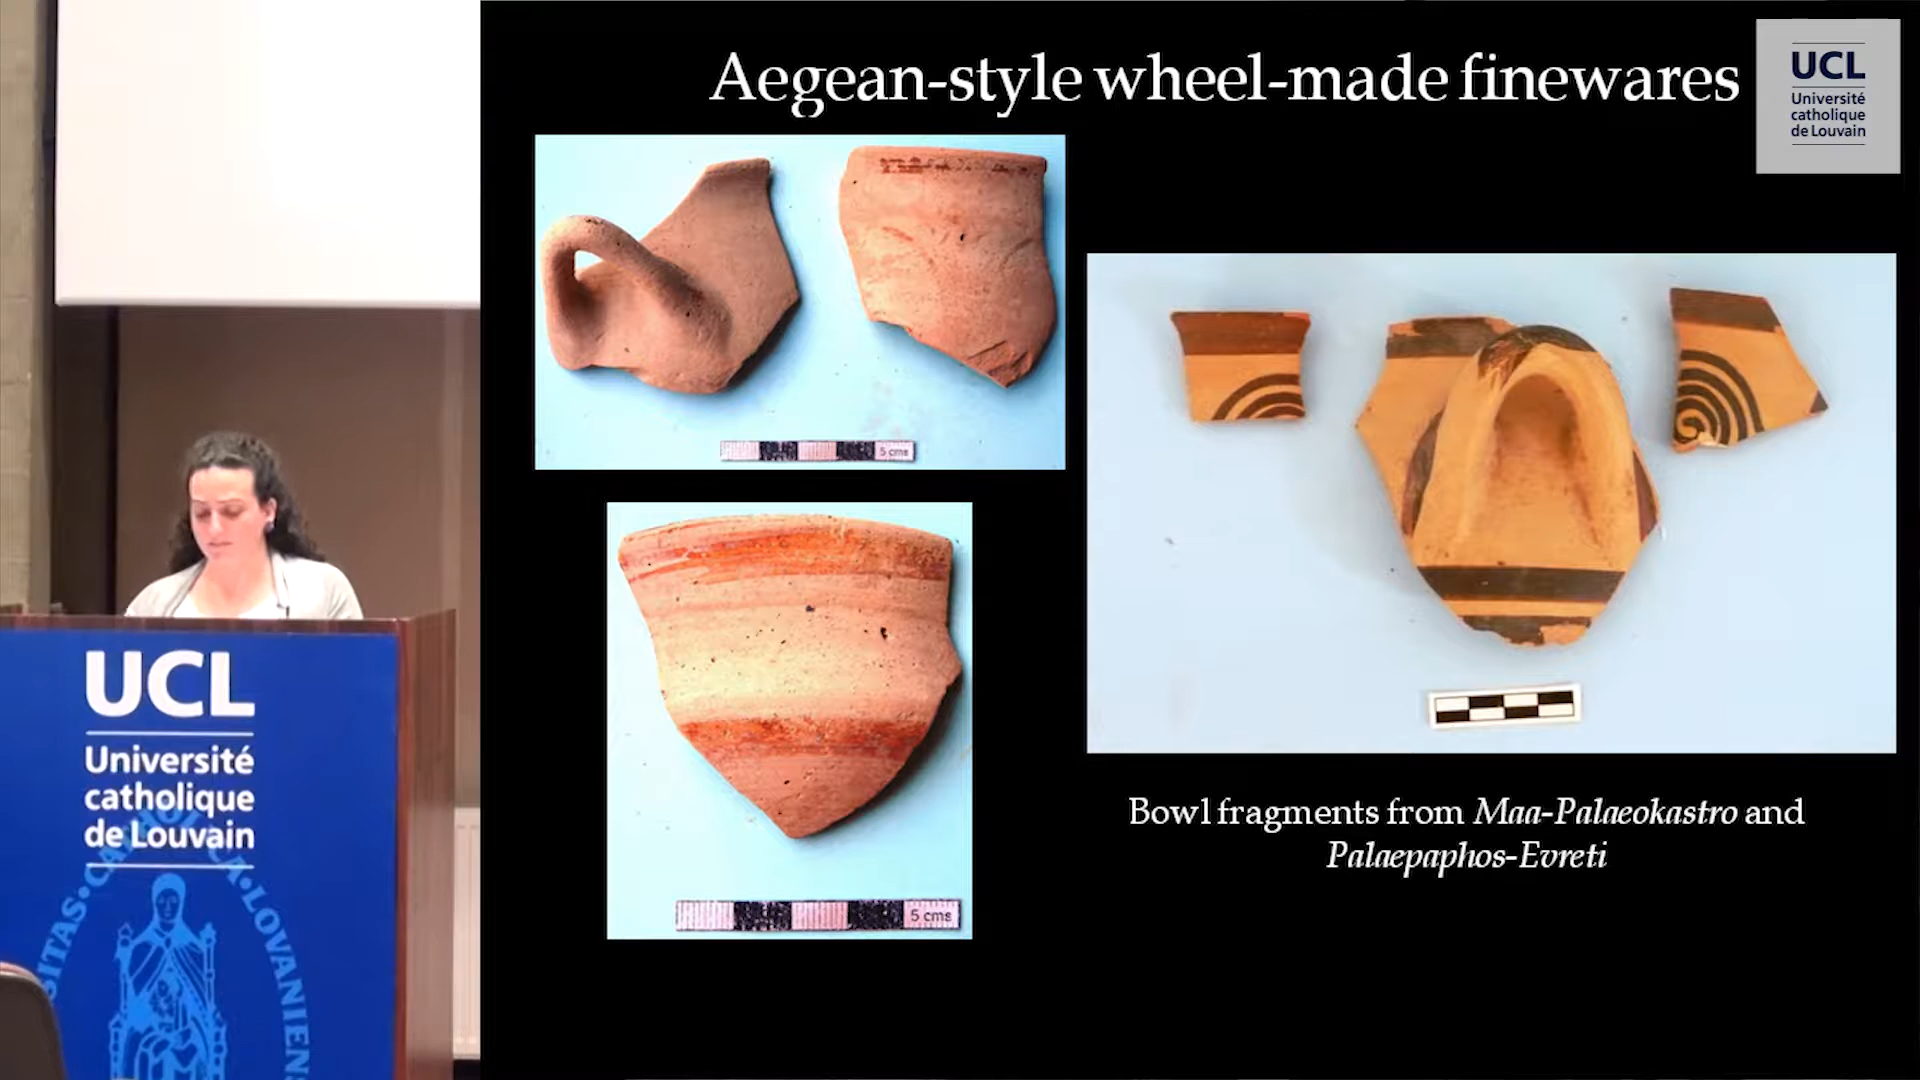 Aegean-style wheel-made finewares
UCL
Université
catholique
de Louvain
5 cms
5 cms
Bowl fragments from Maa-Palaeokastro and
Palaepaphos-Evreti
UCL
Université
catholique
de Louvain